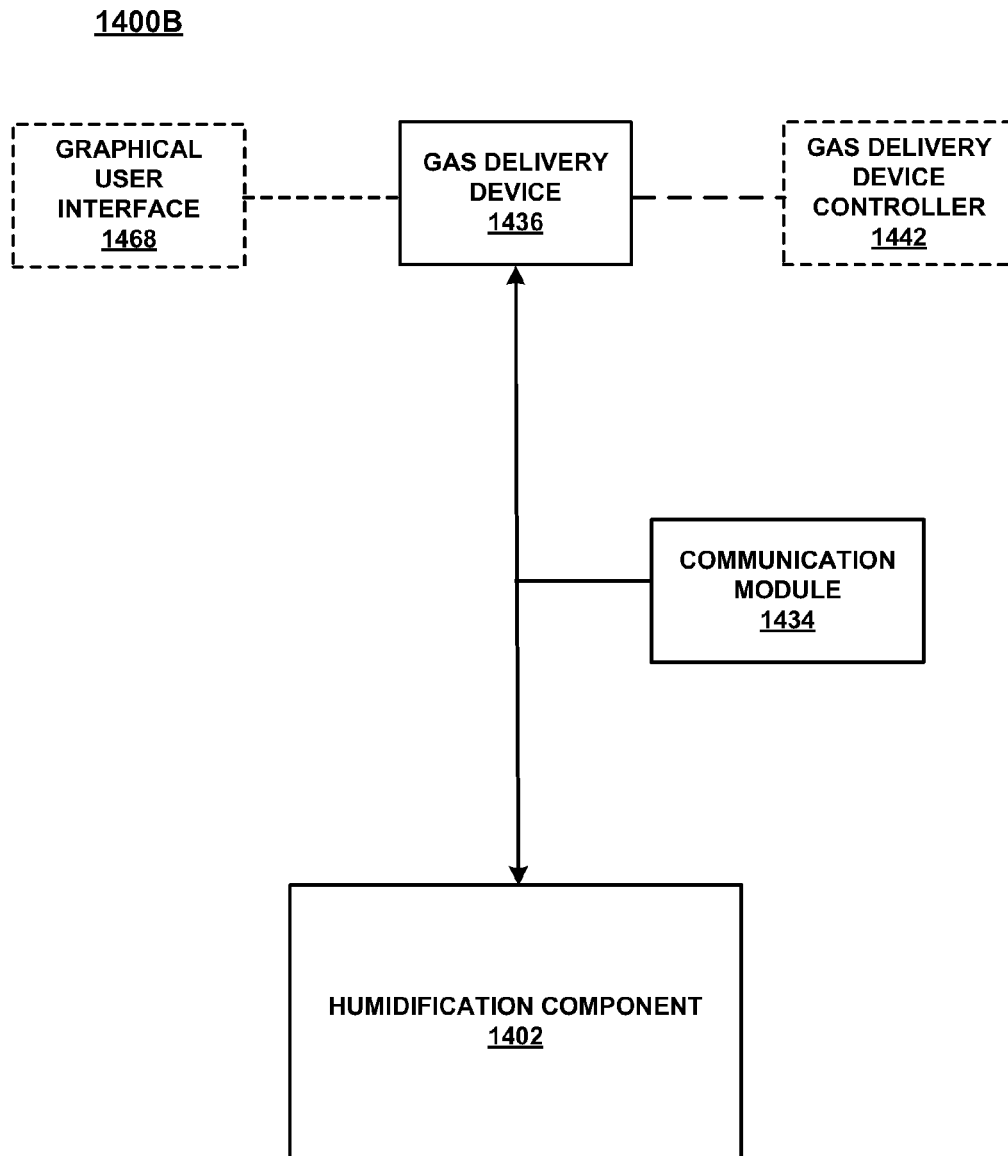 1400B
GRAPHICAL
USER
INTERFACE
1468
GAS DELIVERY
DEVICE
1436
GAS DELIVERY
DEVICE
CONTROLLER
1442
COMMUNICATION
MODULE
1434
HUMIDIFICATION COMPONENT
1402